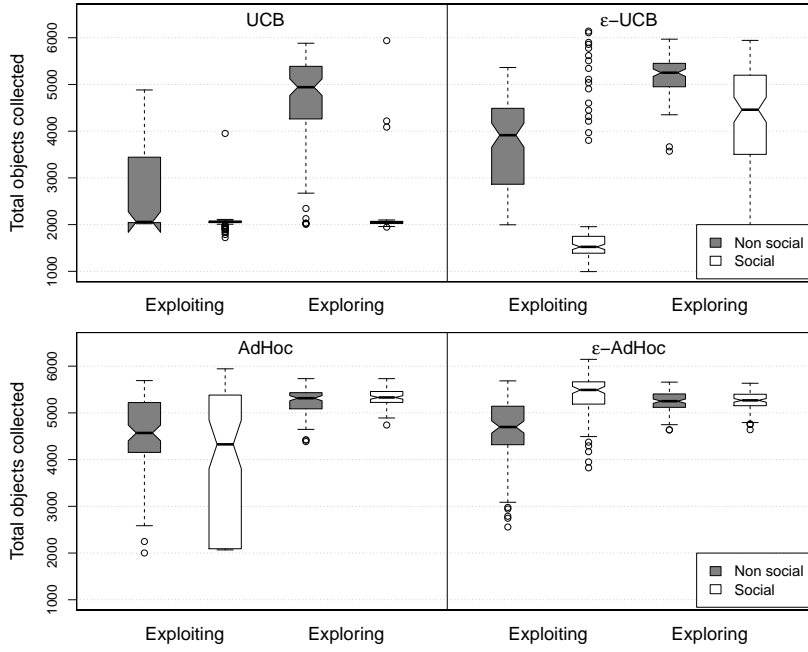 UCB
ε−UCB
Total objects collected
1000 2000 3000 4000 5000 6000
Non social
Social
Exploiting Exploring Exploiting Exploring
AdHoc
ε−AdHoc
Total objects collected
1000 2000 3000 4000 5000 6000
Non social
Social
Exploiting Exploring Exploiting Exploring